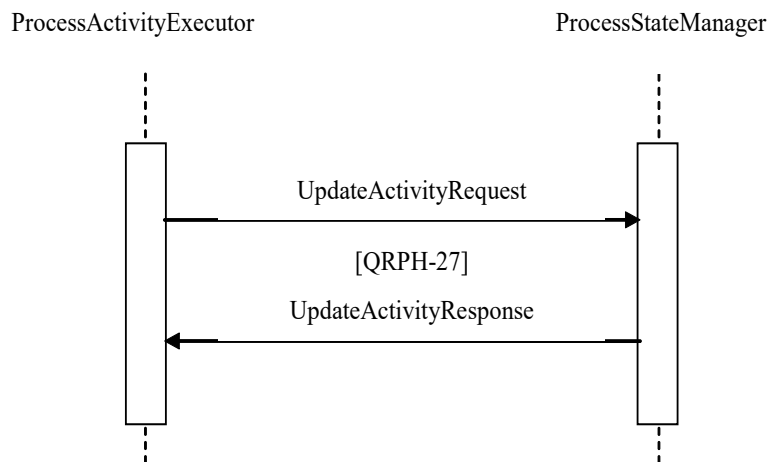 ProcessActivityExecutor
ProcessStateManager
UpdateActivityRequest
[QRPH-27]
UpdateActivityResponse